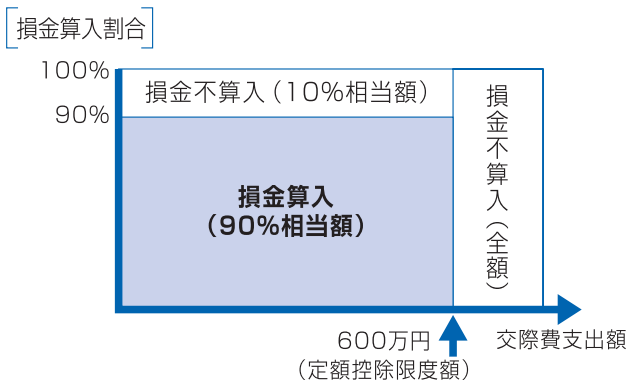 ［損金算入割合］
100%
90%
損金不算入（10%相当額）
損金算入
（90%相当額）
損金不算入（全額）
600万円
（定額控除限度額）
交際費支出額